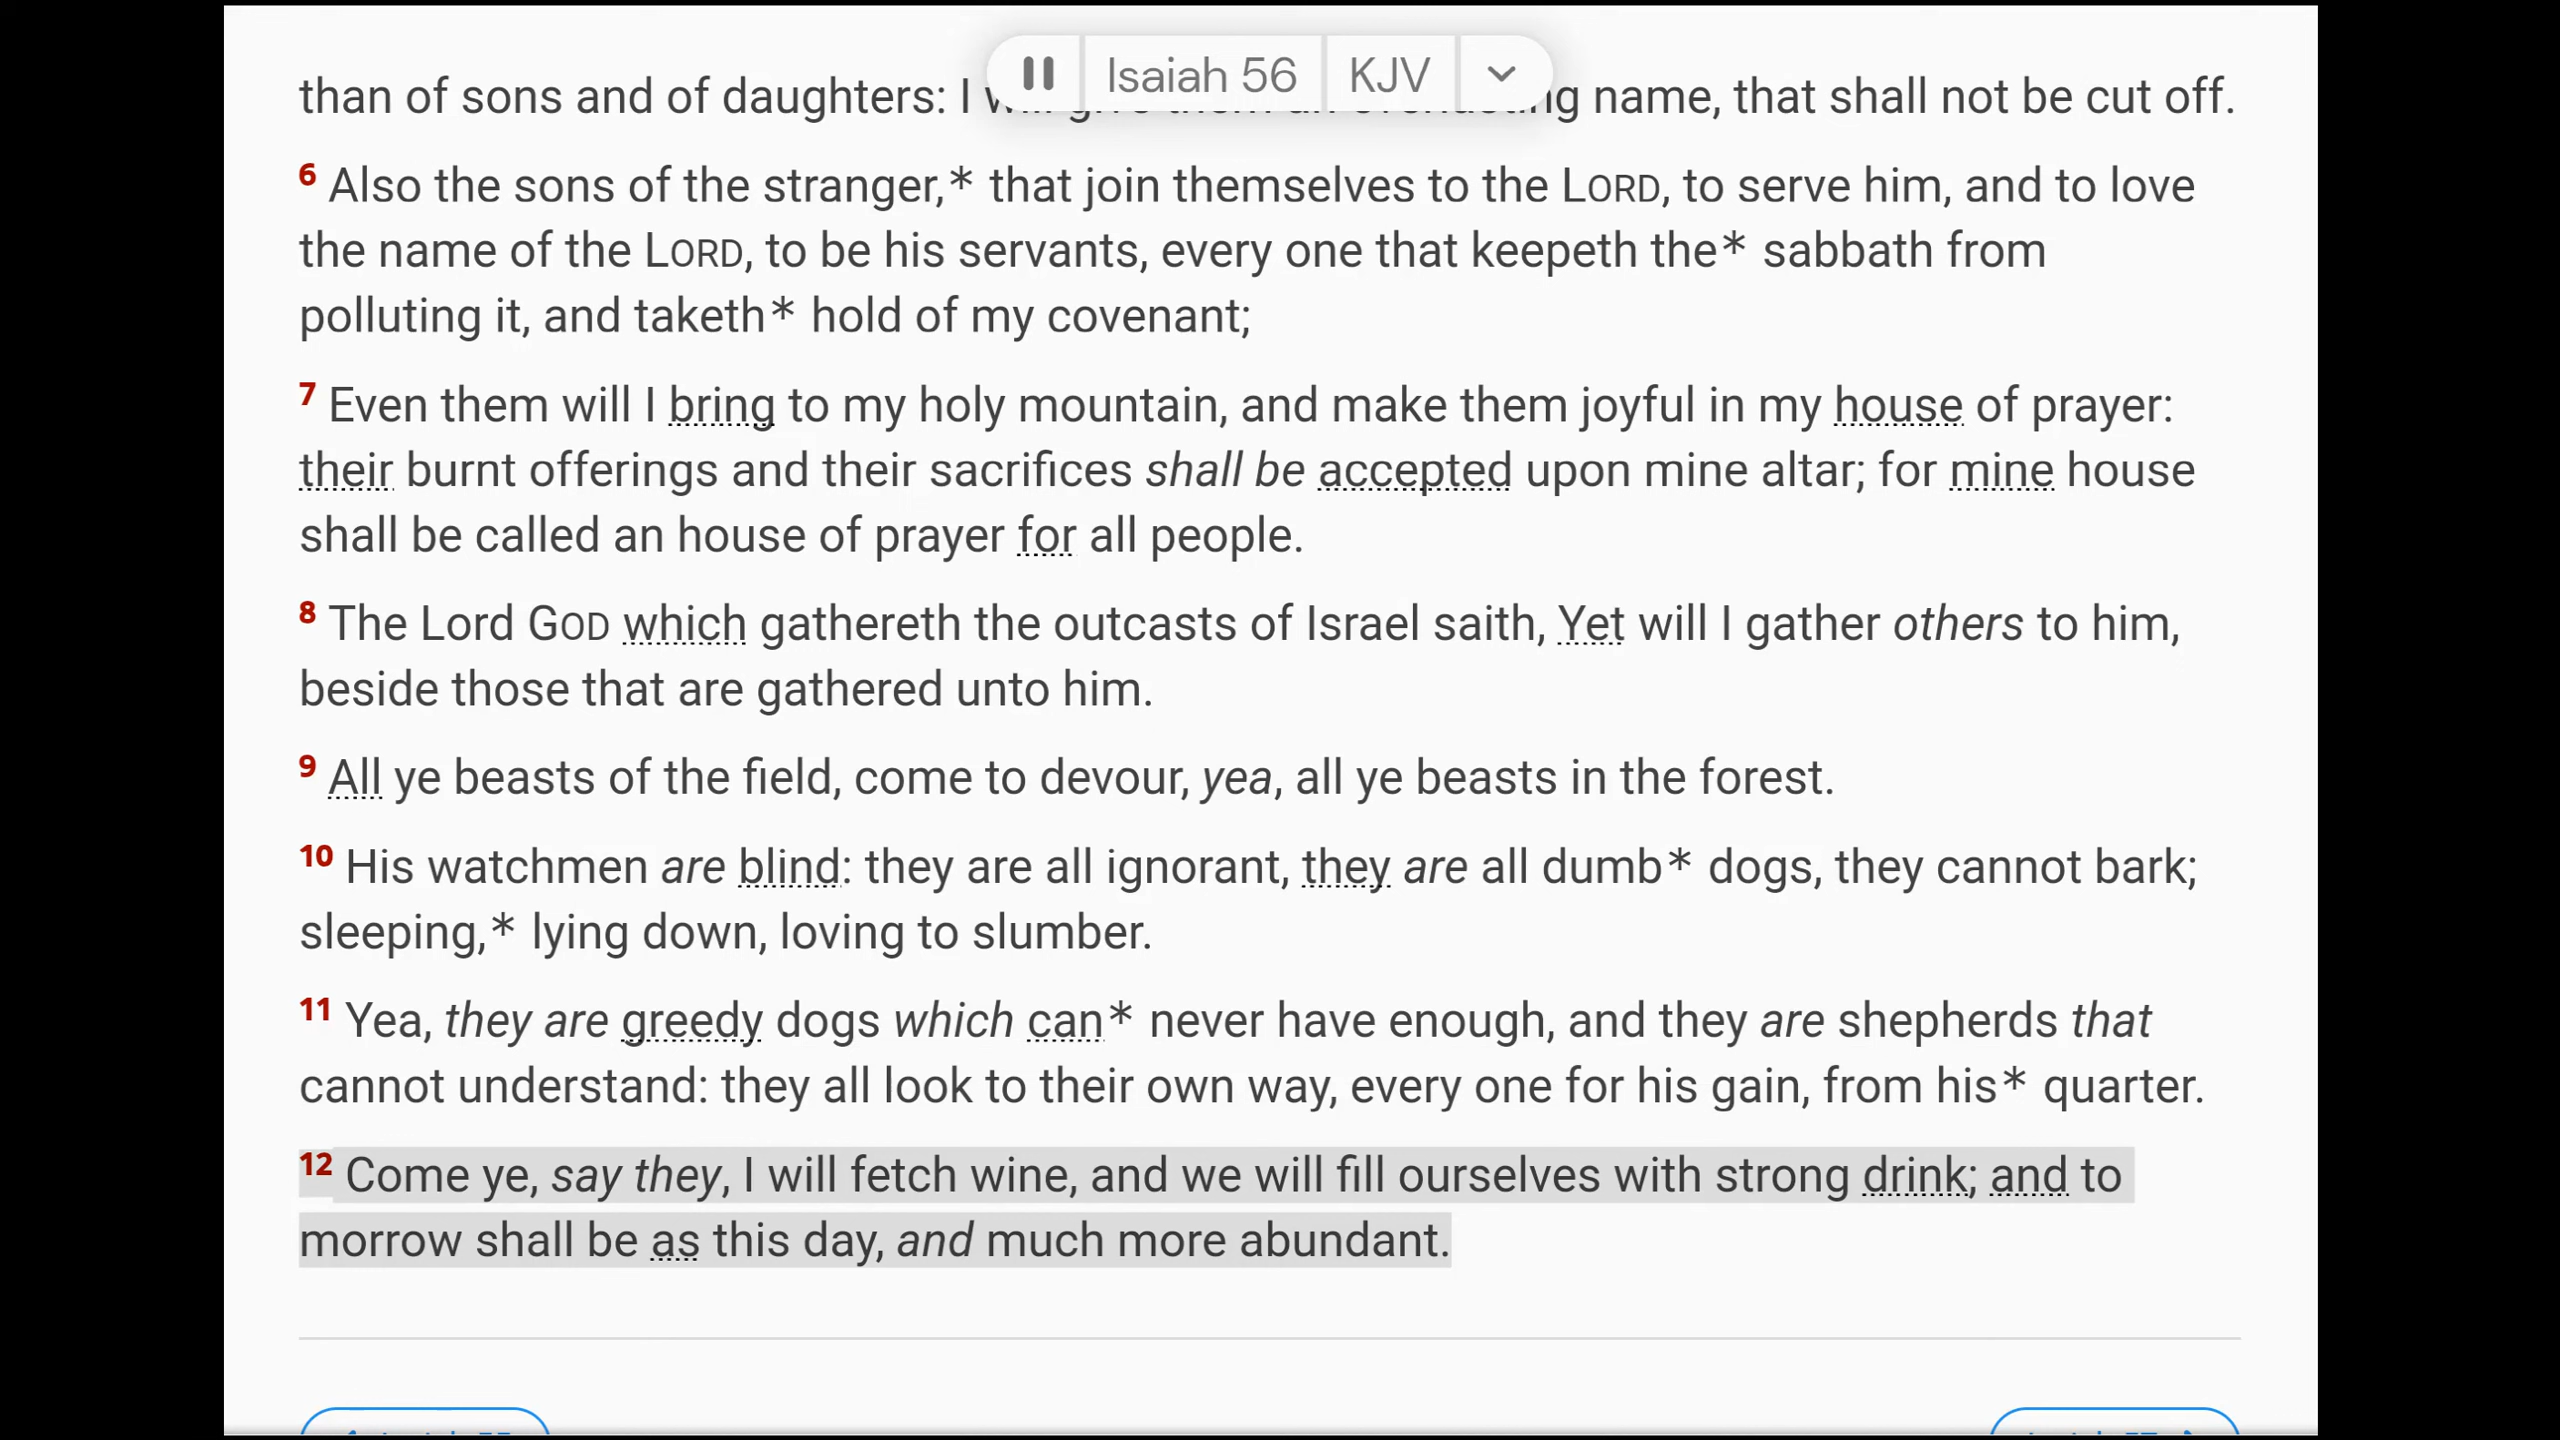 Isaiah 56 KJV
than of sons and of daughters: I name, that shall not be cut off.
6 Also the sons of the stranger,* that join themselves to the LORD, to serve him, and to love
the name of the LORD, to be his servants, every one that keepeth the* sabbath from
polluting it, and taketh* hold of my covenant;
7 Even them will I bring to my holy mountain, and make them joyful in my house of prayer:
their burnt offerings and their sacrifices shall be accepted upon mine altar; for mine house
shall be called an house of prayer for all people.
8 The Lord GOD which gathereth the outcasts of Israel saith, Yet will I gather others to him,
beside those that are gathered unto him.
9 All ye beasts of the field, come to devour, yea, all ye beasts in the forest.
10 His watchmen are blind: they are all ignorant, they are all dumb* dogs, they cannot bark;
sleeping,* lying down, loving to slumber.
11 Yea, they are greedy dogs which can* never have enough, and they are shepherds that
cannot understand: they all look to their own way, every one for his gain, from his* quarter.
12 Come ye, say they, I will fetch wine, and we will fill ourselves with strong drink; and to
morrow shall be as this day, and much more abundant.